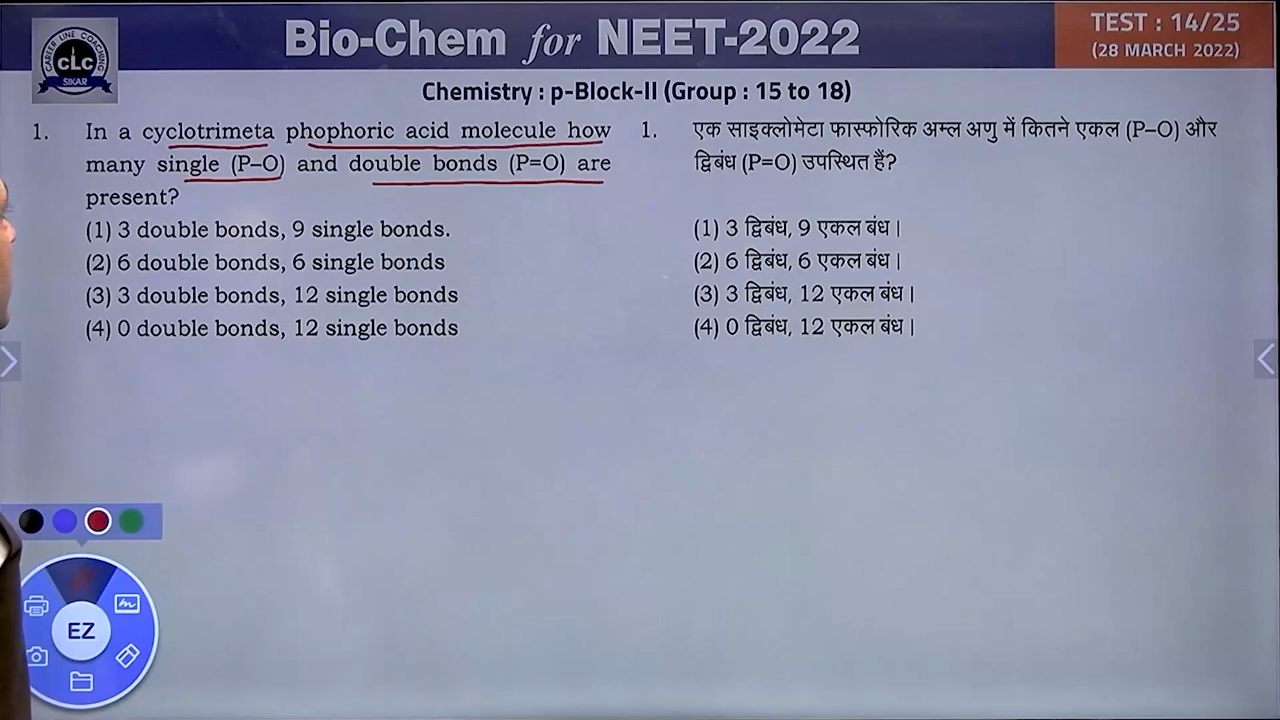 CAREER LINE COACHING
CLC
SIKAR
Bio-Chem for NEET-2022
TEST : 14/25
(28 MARCH 2022)
Chemistry : p-Block-II (Group : 15 to 18)
1. In a cyclotrimeta phophoric acid molecule how
many single (P–O) and double bonds (P=O) are
present?
(1) 3 double bonds, 9 single bonds.
(2) 6 double bonds, 6 single bonds
(3) 3 double bonds, 12 single bonds
(4) 0 double bonds, 12 single bonds
1. एक साइक्लोमेटा फास्फोरिक अम्ल अणु में कितने एकल (P–O) और
द्विबंध (P=O) उपस्थित हैं?
(1) 3 द्विबंध, 9 एकल बंध।
(2) 6 द्विबंध, 6 एकल बंध।
(3) 3 द्विबंध, 12 एकल बंध।
(4) 0 द्विबंध, 12 एकल बंध।
EZ